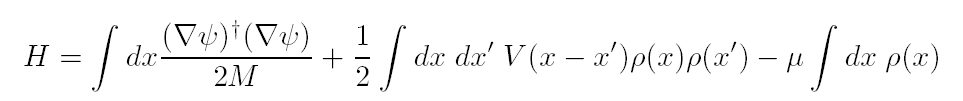 H = ∫ dx (∇ψ)†(∇ψ)/2M + 1/2 ∫ dx dx′ V(x − x′)ρ(x)ρ(x′) − μ ∫ dx ρ(x)